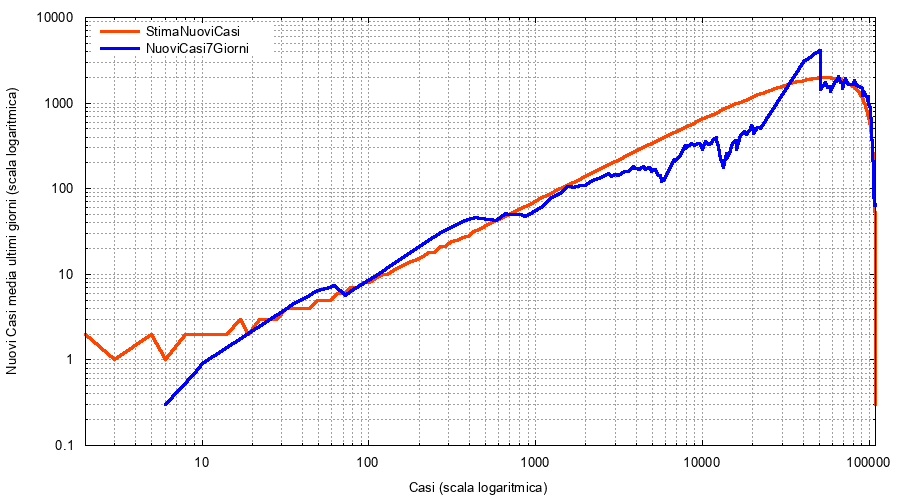 StimaNuoviCasi
NuoviCasi7Giorni
Nuovi Casi media ultimi giorni (scala logaritmica)
10000
1000
100
10
1
0.1
10
100
1000
10000
100000
Casi (scala logaritmica)